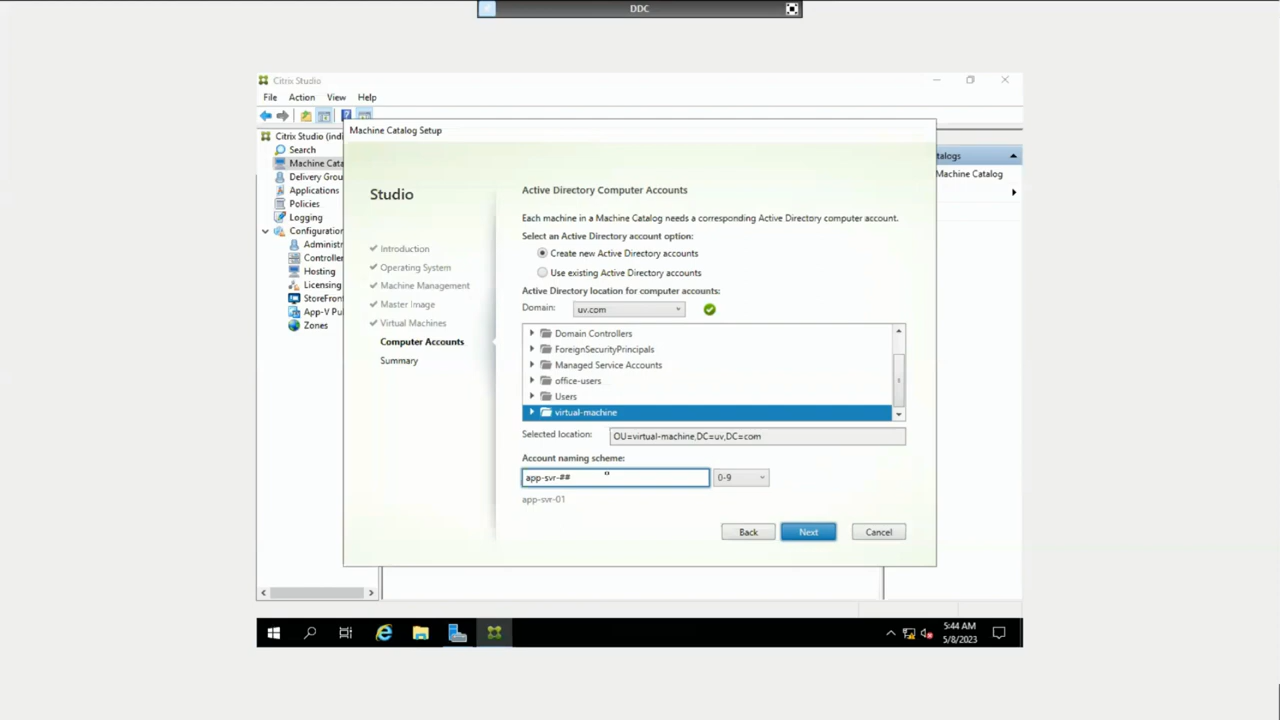 DDC
Citrix Studio
File Action View Help
Citrix Studio (indi
Search
Machine Cata
Delivery Grou
Applications
Policies
Logging
Configuratio
Administr
Controller
Hosting
Licensing
StoreFron
App-V Pu
Zones
Machine Catalog Setup
Studio
Introduction
Operating System
Machine Management
Master Image
Virtual Machines
Computer Accounts
Summary
Active Directory Computer Accounts
Each machine in a Machine Catalog needs a corresponding Active Directory computer account.
Select an Active Directory account option:
Create new Active Directory accounts
Use existing Active Directory accounts
Active Directory location for computer accounts:
Domain: uv.com
Domain Controllers
ForeignSecurityPrincipals
Managed Service Accounts
office-users
Users
virtual-machine
Selected location: OU=virtual-machine,DC=uv,DC=com
Account naming scheme:
app-svr-## 0-9
app-svr-01
Back Next Cancel
talogs
Machine Catalog
5:44 AM
5/8/2023